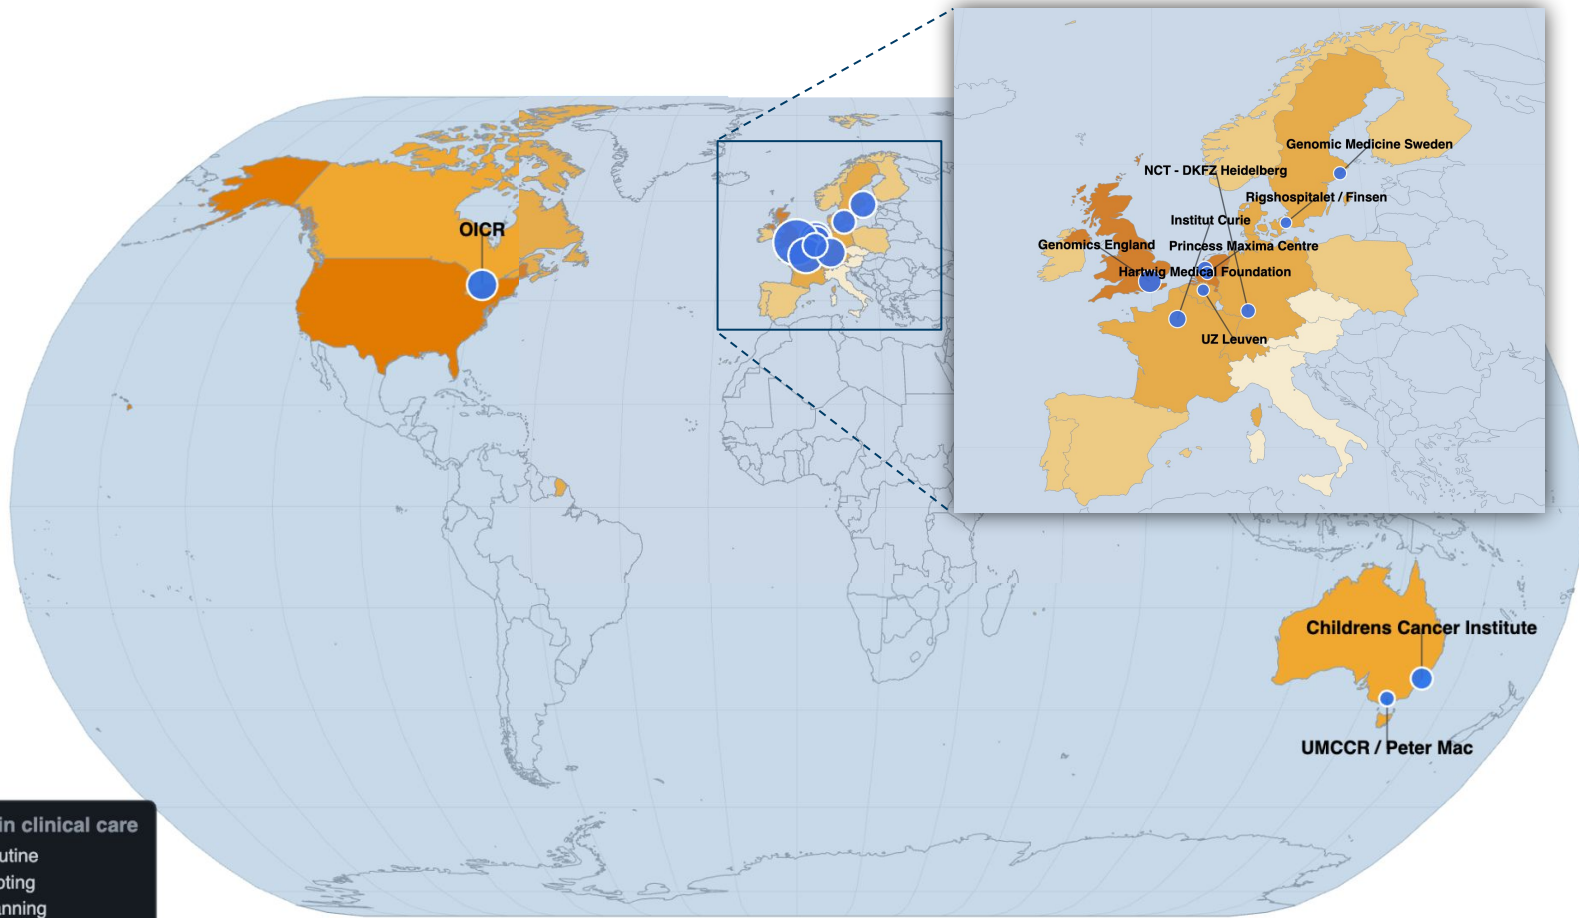 Genomic Medicine Sweden
NCT - DKFZ Heidelberg
Rigshospitalet / Finsen
Institut Curie
Genomics England
Princess Maxima Centre
Hartwig Medical Foundation
UZ Leuven
OICR
Childrens Cancer Institute
UMCCR / Peter Mac
in clinical care
utine
oting
nning